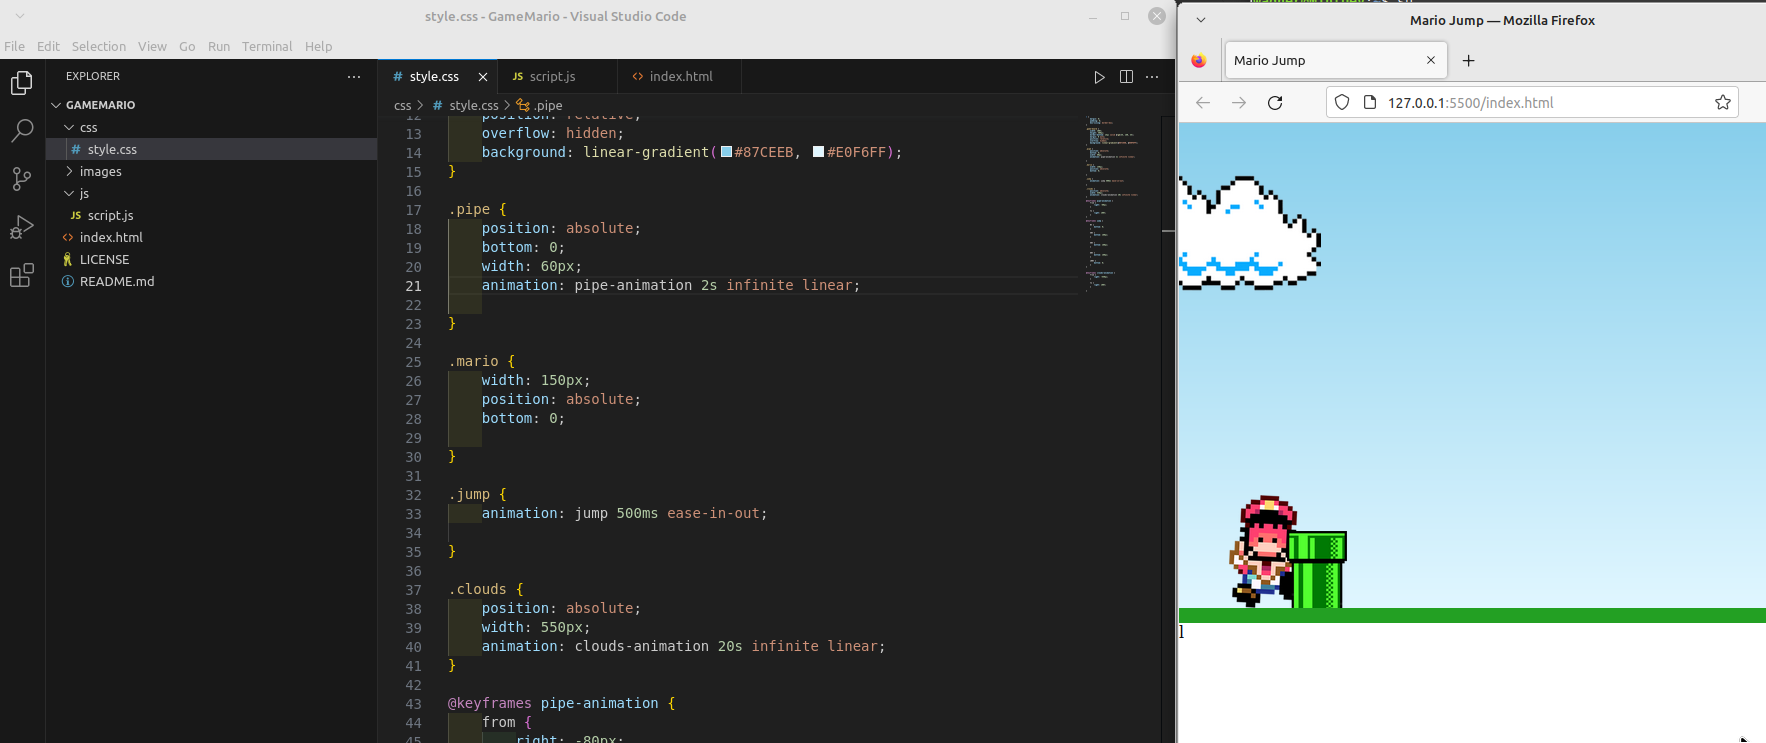 style.css - GameMario - Visual Studio Code
File Edit Selection View Go Run Terminal Help
EXPLORER
GAMEMARIO
css
# style.css
images
js
JS script.js
index.html
LICENSE
README.md
# style.css
JS script.js
<> index.html
css > # style.css > .pipe
12 position: relative;
13 overflow: hidden;
14 background: linear-gradient(#87CEEB, #E0F6FF);
15 }
16
17 .pipe {
18 position: absolute;
19 bottom: 0;
20 width: 60px;
21 animation: pipe-animation 2s infinite linear;
22
23 }
24
25 .mario {
26 width: 150px;
27 position: absolute;
28 bottom: 0;
29
30 }
31
32 .jump {
33 animation: jump 500ms ease-in-out;
34
35 }
36
37 .clouds {
38 position: absolute;
39 width: 550px;
40 animation: clouds-animation 20s infinite linear;
41 }
42
43 @keyframes pipe-animation {
44 from {
45 right: -80px;
Mario Jump — Mozilla Firefox
Mario Jump
127.0.0.1:5500/index.html
l